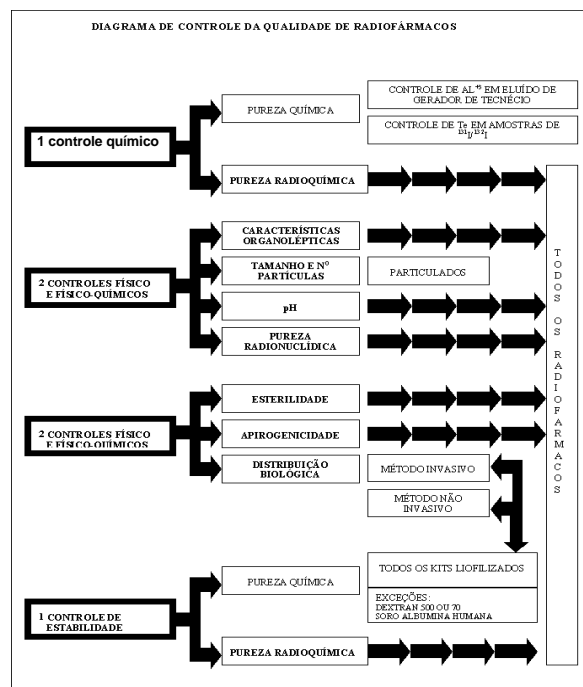 DIAGRAMA DE CONTROLE DA QUALIDADE DE RADIOFÁRMACOS
1 controle químico
PUREZA QUÍMICA
CONTROLE DE AL+3 EM ELUÍDO DE
GERADOR DE TECNÉCIO
CONTROLE DE Te EM AMOSTRAS DE
131I/132I
PUREZA RADIOQUÍMICA
2 CONTROLES FÍSICO
E FÍSICO-QUÍMICOS
CARACTERÍSTICAS
ORGANOLÉPTICAS
TAMANHO E Nº
PARTÍCULAS
PARTICULADOS
pH
PUREZA
RADIONUCLÍDICA
2 CONTROLES FÍSICO
E FÍSICO-QUÍMICOS
ESTERILIDADE
APIROGENICIDADE
DISTRIBUIÇÃO
BIOLÓGICA
MÉTODO INVASIVO
MÉTODO NÃO
INVASIVO
1 CONTROLE DE
ESTABILIDADE
PUREZA QUÍMICA
TODOS OS KITS LIOFILIZADOS
EXCEÇÕES:
DEXTRAN 500 OU 70
SORO ALBUMINA HUMANA
PUREZA RADIOQUÍMICA
TODOS OS RADIOFARMACOS